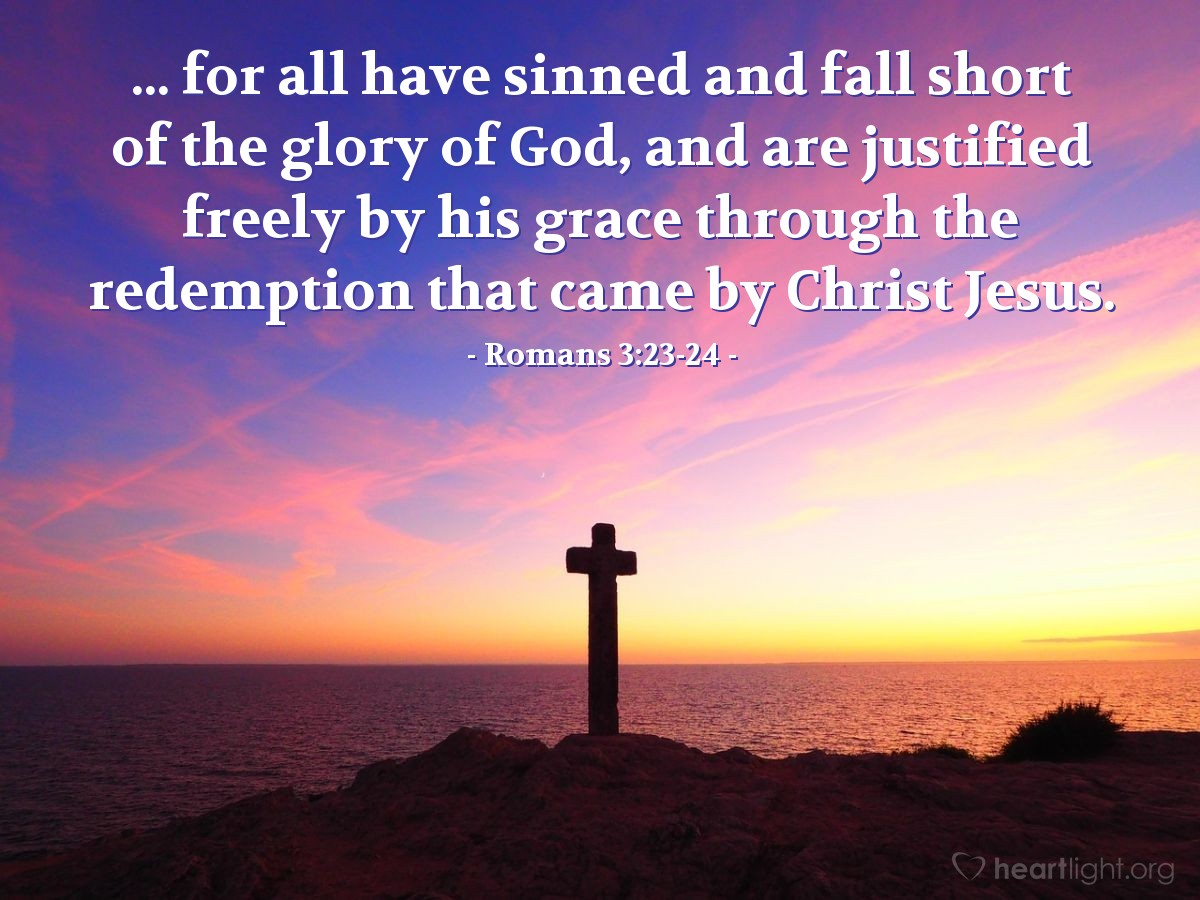 ... for all have sinned and fall short
of the glory of God, and are justified
freely by his grace through the
redemption that came by Christ Jesus.
- Romans 3:23-24 -
heartlight.org